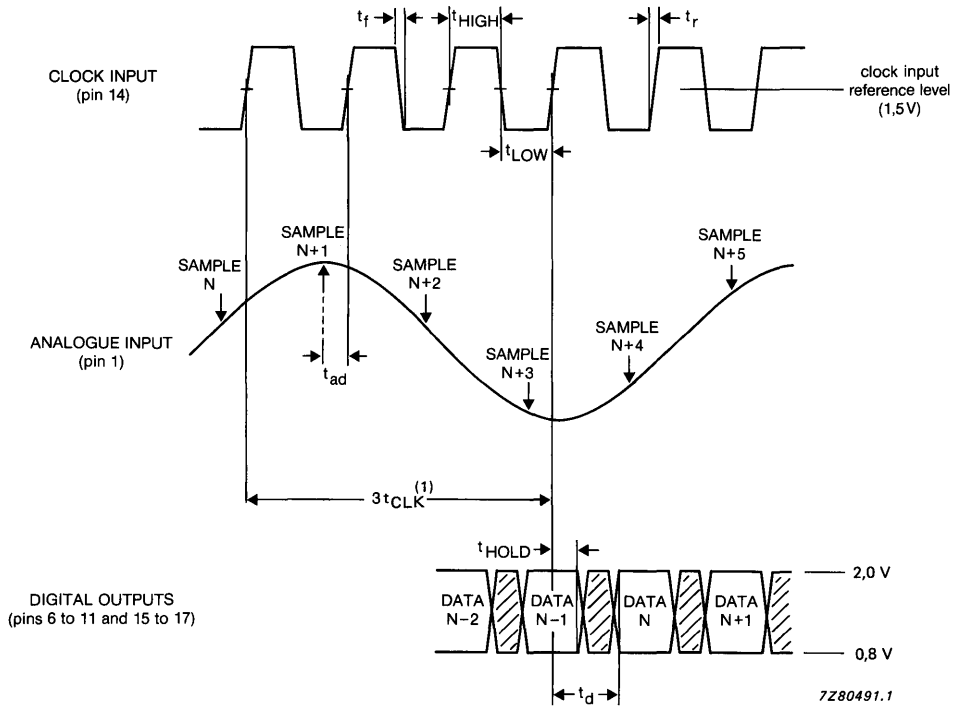 tf
tHIGH
tr
CLOCK INPUT
(pin 14)
clock input
reference level
(1,5 V)
tLOW
SAMPLE
N
SAMPLE
N+1
SAMPLE
N+2
SAMPLE
N+3
SAMPLE
N+4
SAMPLE
N+5
ANALOGUE INPUT
(pin 1)
tad
3tCLK(1)
tHOLD
DIGITAL OUTPUTS
(pins 6 to 11 and 15 to 17)
DATA
N-2
DATA
N-1
DATA
N
DATA
N+1
2,0 V
0,8 V
td
7Z80491.1